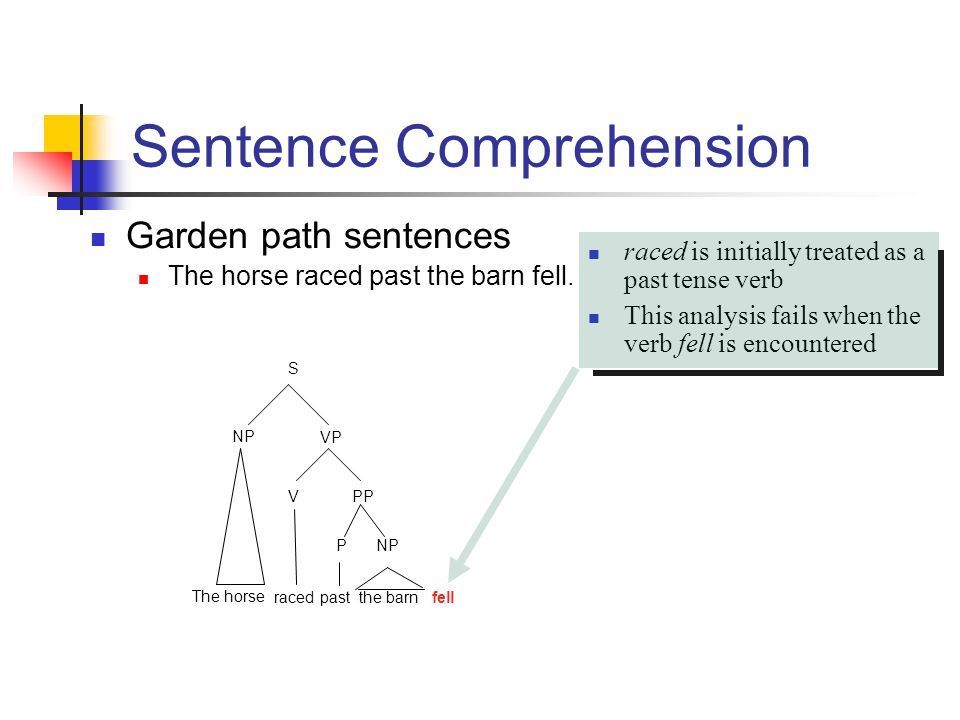 Sentence Comprehension
Garden path sentences
The horse raced past the barn fell.
raced is initially treated as a
past tense verb
This analysis fails when the
verb fell is encountered
S
NP VP
V PP
P NP
The horse raced past the barn fell